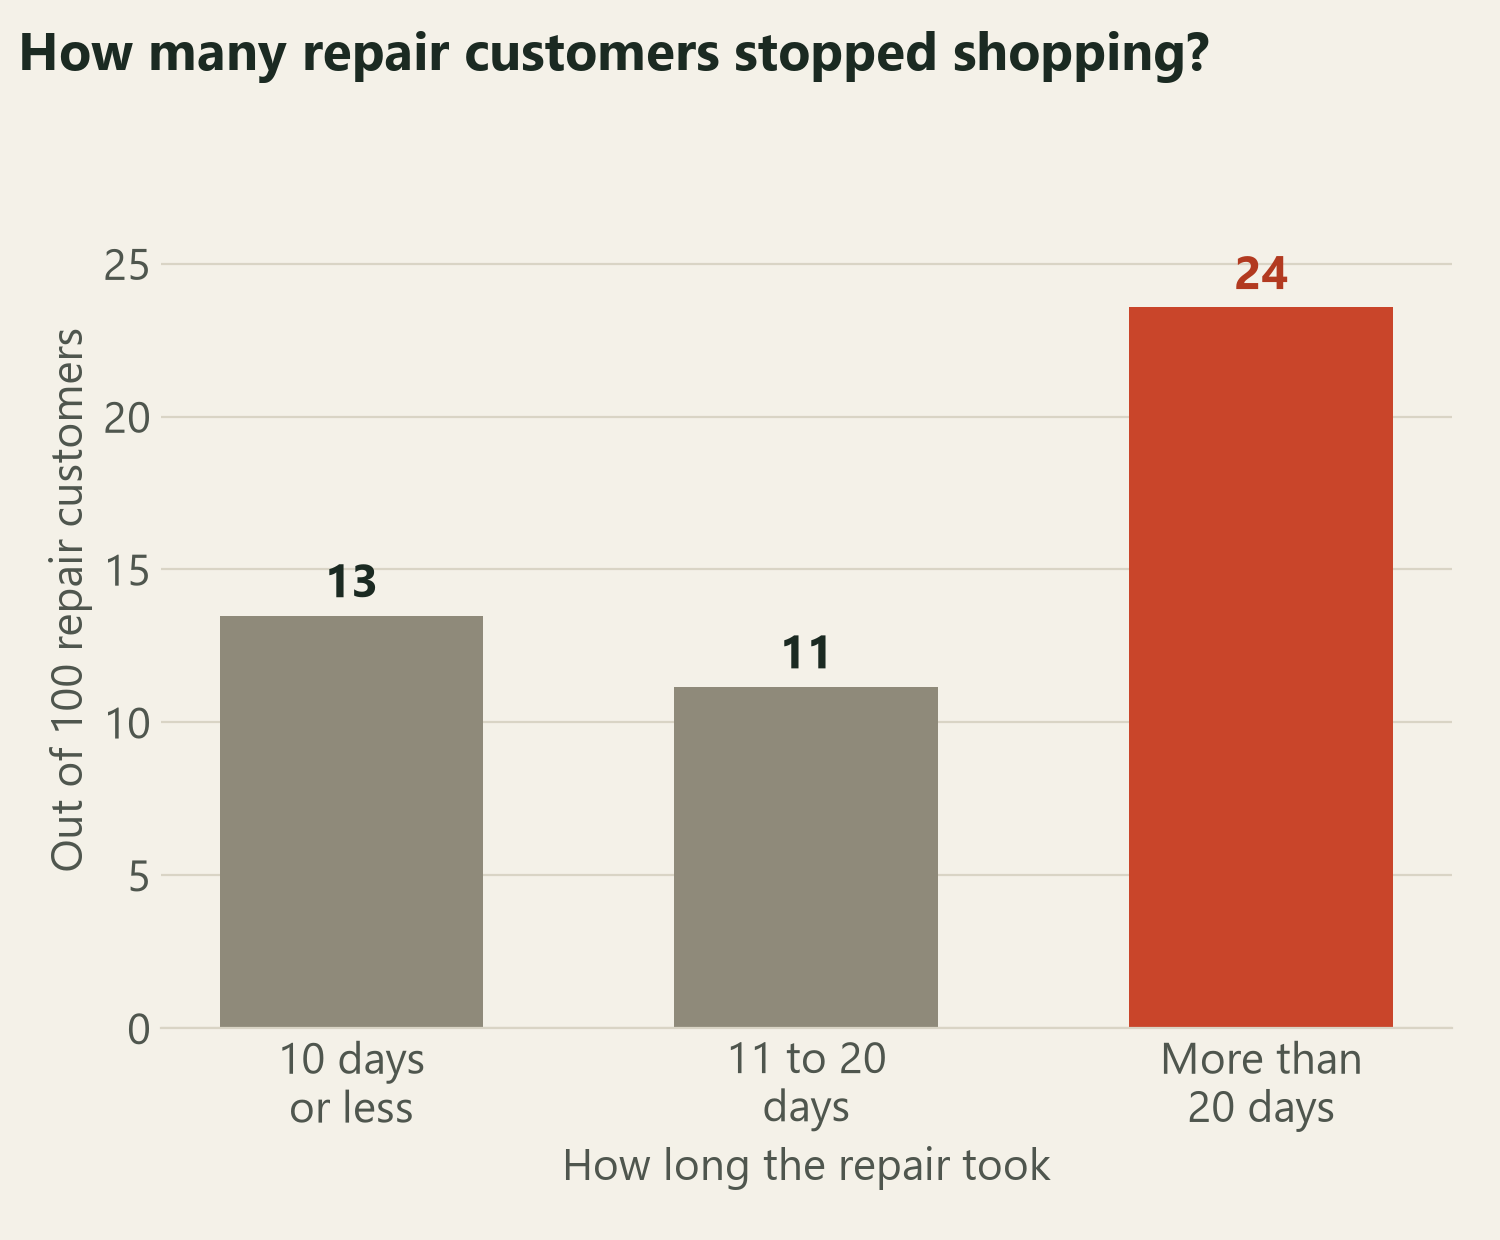 How many repair customers stopped shopping?
Out of 100 repair customers
25
20
15
10
5
0
13
11
24
10 days
or less
11 to 20
days
More than
20 days
How long the repair took